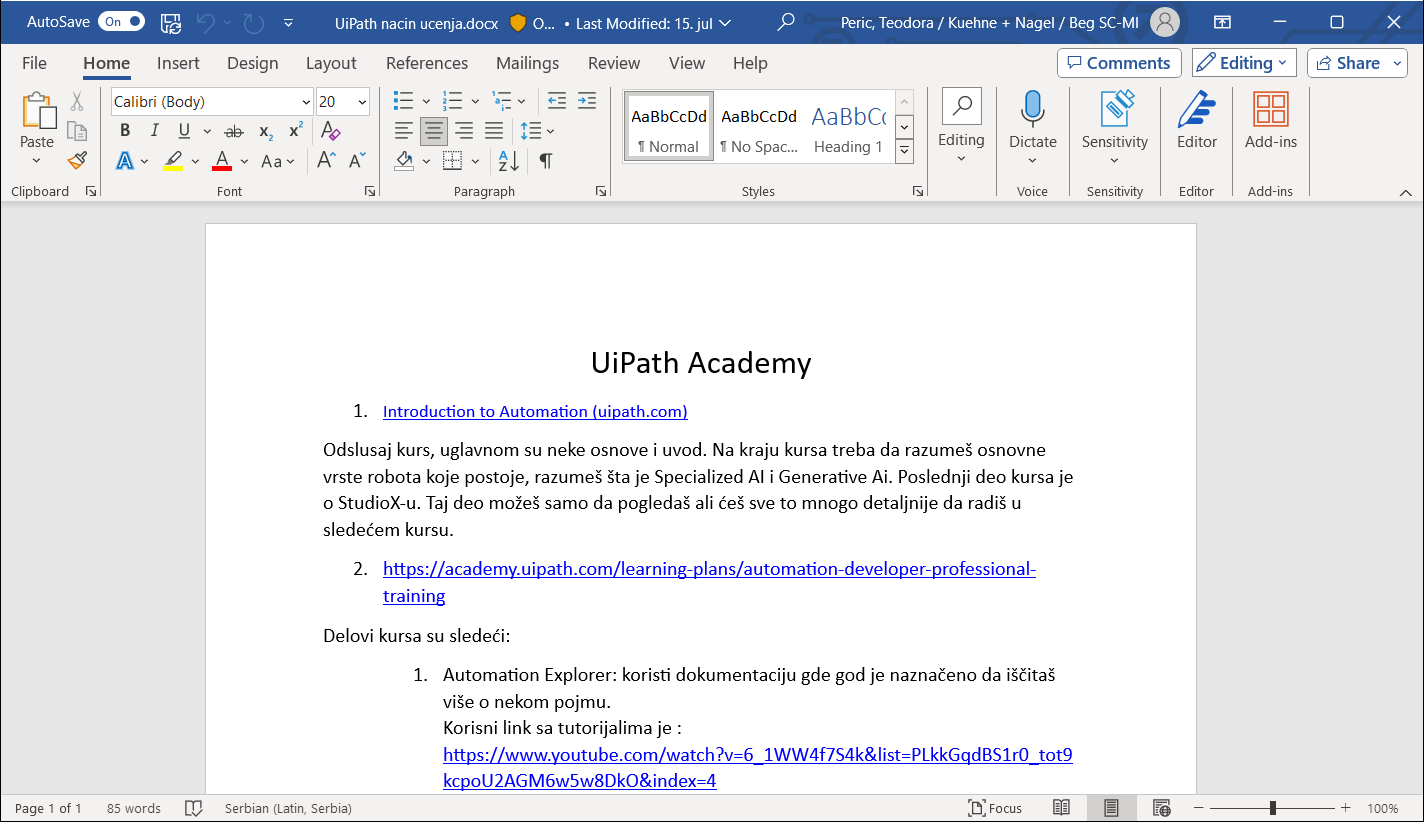 AutoSave On UiPath nacin ucenja.docx O... • Last Modified: 15. jul Peric, Teodora / Kuehne + Nagel / Beg SC-MI
File Home Insert Design Layout References Mailings Review View Help Comments Editing Share
Calibri (Body) 20 AaBbCcDd AaBbCcDd AaBbCc
Paste B I U ab x₂ x² A ¶ Normal ¶ No Spac... Heading 1 Editing Dictate Sensitivity Editor Add-ins
A A Aa A A A Z ¶
Clipboard Font Paragraph Styles Voice Sensitivity Editor Add-ins
UiPath Academy
1. Introduction to Automation (uipath.com)
Odslusaj kurs, uglavnom su neke osnove i uvod. Na kraju kursa treba da razumeš osnovne
vrste robota koje postoje, razumeš šta je Specialized AI i Generative Ai. Poslednji deo kursa je
o StudioX-u. Taj deo možeš samo da pogledaš ali ćeš sve to mnogo detaljnije da radiš u
sledećem kursu.
2. https://academy.uipath.com/learning-plans/automation-developer-professional-
training
Delovi kursa su sledeći:
1. Automation Explorer: koristi dokumentaciju gde god je naznačeno da iščitaš
više o nekom pojmu.
Korisni link sa tutorijalima je :
https://www.youtube.com/watch?v=6_1WW4f7S4k&list=PLkkGqdBS1r0_tot9
kcpoU2AGM6w5w8DkO&index=4
Page 1 of 1 85 words Serbian (Latin, Serbia) Focus 100%